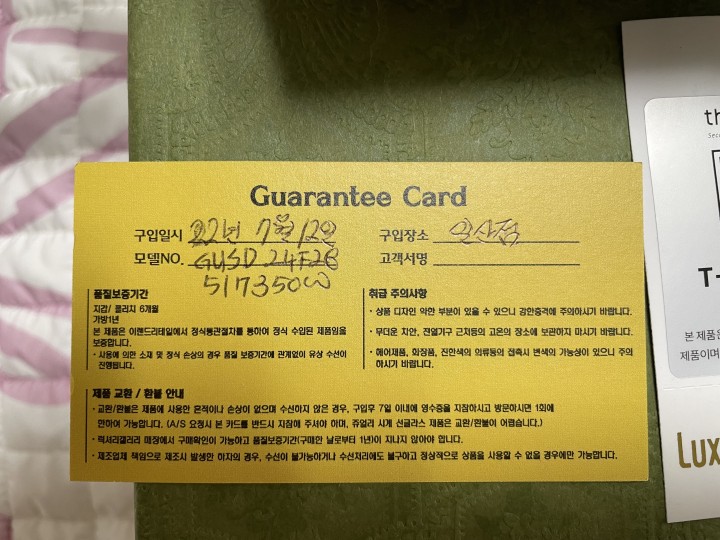 Guarantee Card
구입일시 22년 7월 12일
구입장소 일산점
모델NO. GUSD 24F26
517350W
고객서명
품질보증기간
지갑/ 클러치 6개월
가방1년
본 제품은 이랜드리테일에서 정식통관절차를 통하여 정식 수입된 제품임을
보증합니다.
· 사용에 의한 소재 및 장식 손상의 경우 품질 보증기간에 관계없이 유상 수선이
진행됩니다.
취급 주의사항
· 상품 디자인 약한 부분이 있을 수 있으니 강한충격에 주의하시기 바랍니다.
· 무더운 차안, 진열기구 근처등의 고온의 장소에 보관하지 마시기 바랍니다.
· 헤어제품, 화장품, 진한색의 의류등의 접촉시 변색의 가능성이 있으니 주의
하시기 바랍니다.
제품 교환 / 환불 안내
· 교환/환불은 제품에 사용한 흔적이나 손상이 없으며 수선하지 않은 경우, 구입후 7일 이내에 영수증을 지참하시고 방문하시면 1회에
한하여 가능합니다. (A/S 요청시 본 카드를 반드시 지참해 주셔야 하며, 쥬얼리 시계 선글라스 제품은 교환/환불이 어렵습니다.)
· 럭셔리갤러리 매장에서 구매확인이 가능하고 품질보증기간(구매한 날로부터 1년)이 지나지 않아야 합니다.
· 제조업체 책임으로 제조시 발생한 하자의 경우, 수선이 불가능하거나 수선처리에도 불구하고 정상적으로 상품을 사용할 수 없을 경우에만 가능합니다.
th
Sec
T-
본 제품은
제품이며
Lux